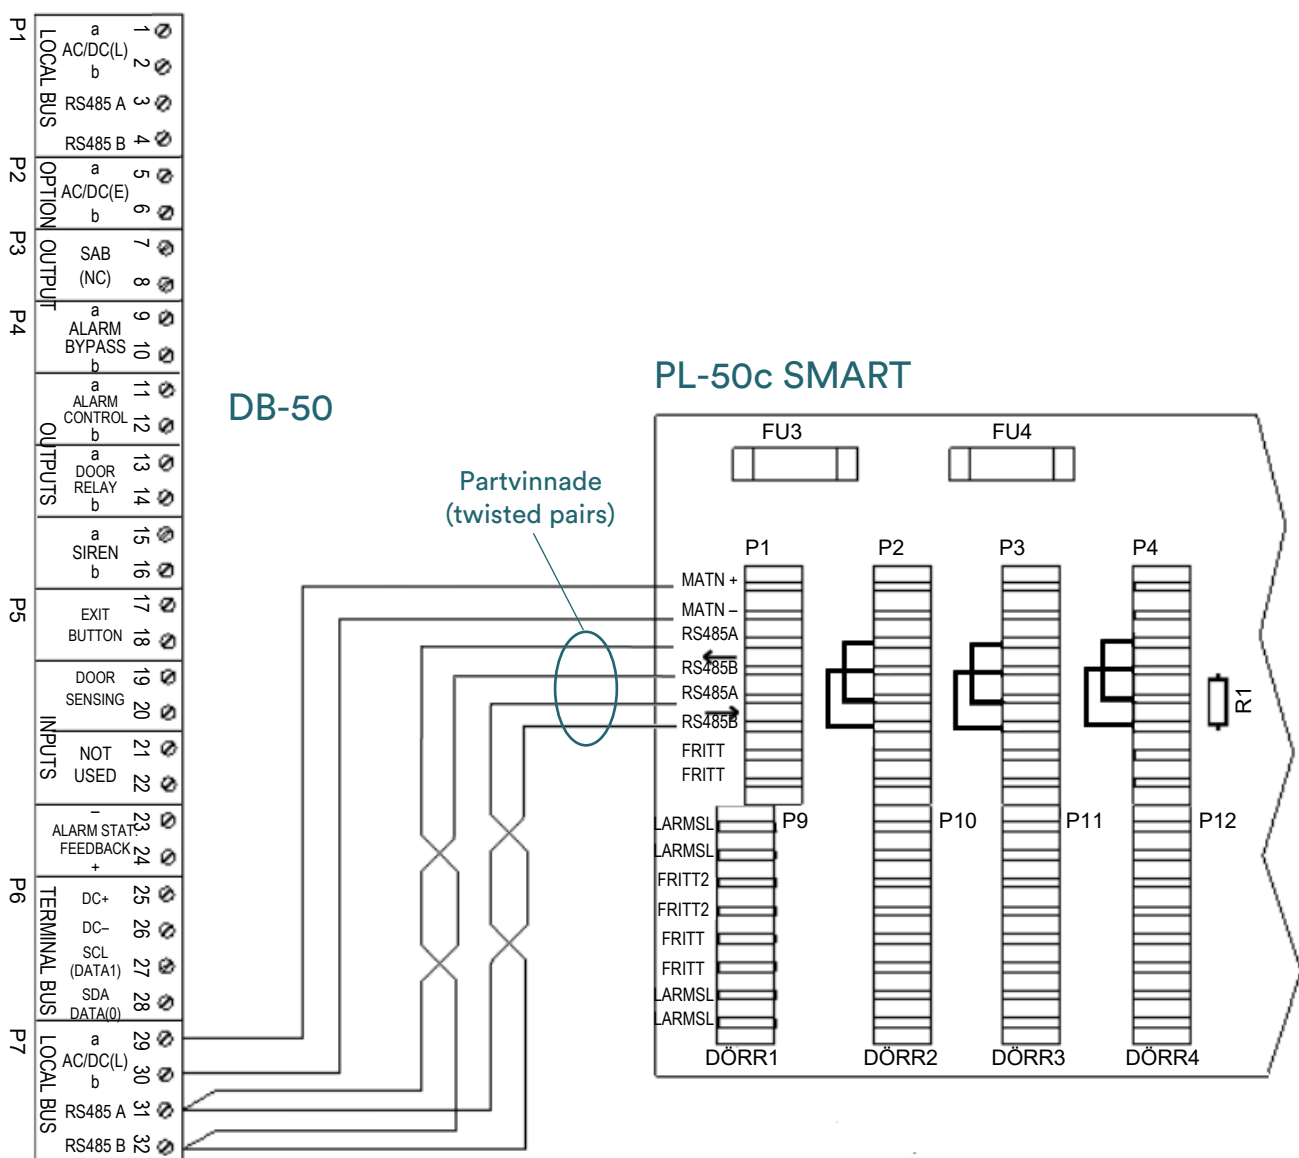 P1
LOCAL BUS
a
AC/DC(L)
b
RS485 A
RS485 B
1
2
3
4
P2
OPTION
a
AC/DC(E)
b
5
6
P3
OUTPUT
SAB
(NC)
7
8
P4
OUTPUTS
a
ALARM
BYPASS
b
9
10
a
ALARM
CONTROL
b
11
12
a
DOOR
RELAY
b
13
14
a
SIREN
b
15
16
P5
INPUTS
EXIT
BUTTON
17
18
DOOR
SENSING
19
20
NOT
USED
21
22
–
ALARM STAT.
FEEDBACK
+
23
24
P6
TERMINAL BUS
DC+
DC–
SCL
(DATA1)
SDA
DATA(0)
25
26
27
28
P7
LOCAL BUS
a
AC/DC(L)
b
RS485 A
RS485 B
29
30
31
32
DB-50
Partvinnade
(twisted pairs)
PL-50c SMART
FU3
FU4
P1
P2
P3
P4
MATN +
MATN –
RS485A
RS485B
RS485A
RS485B
FRITT
FRITT
R1
P9
P10
P11
P12
LARMSL
LARMSL
FRITT2
FRITT2
FRITT
FRITT
LARMSL
LARMSL
DÖRR1
DÖRR2
DÖRR3
DÖRR4